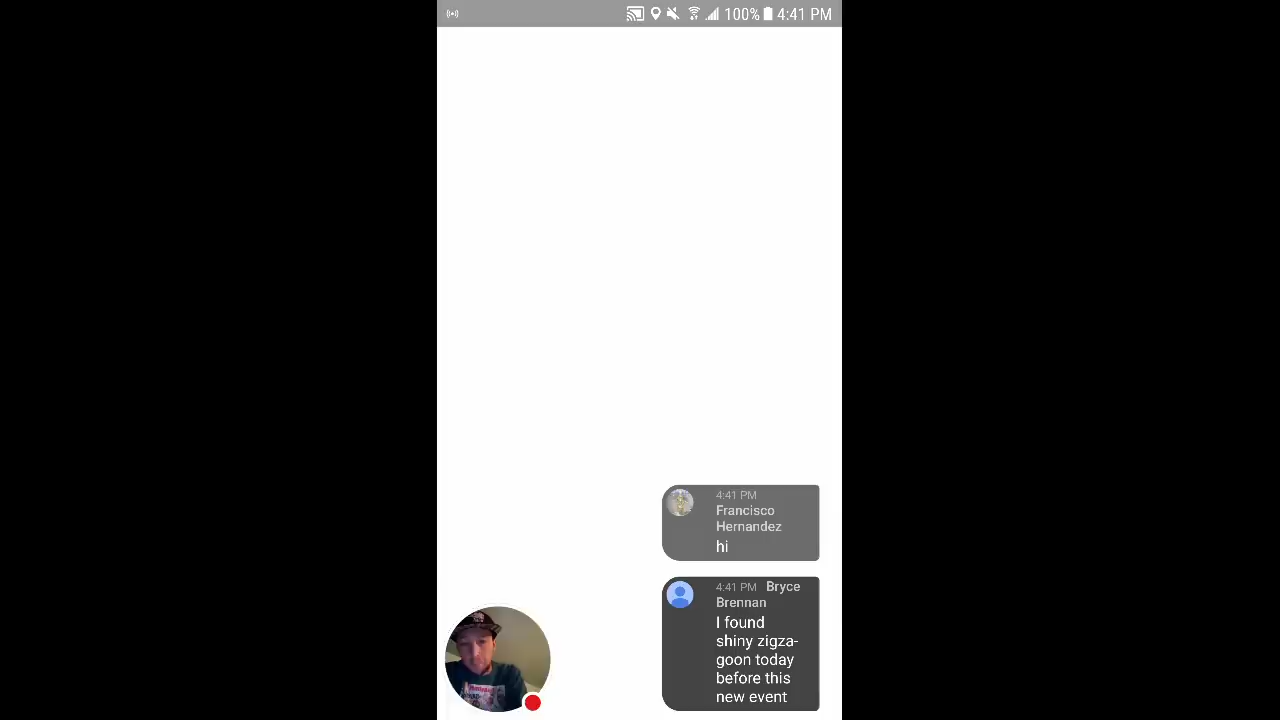 100% 4:41 PM
4:41 PM
Francisco
Hernandez
hi
4:41 PM Bryce
Brennan
I found
shiny zigza-
goon today
before this
new event